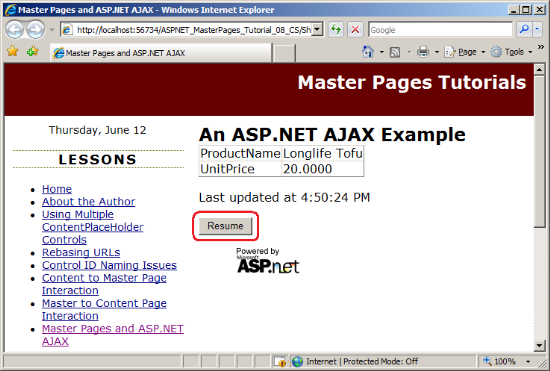 Master Pages and ASP.NET AJAX - Windows Internet Explorer
http://localhost:56734/ASPNET_MasterPages_Tutorial_08_CS/Sh
Google
Master Pages and ASP.NET AJAX
Page
Tools
Master Pages Tutorials
Thursday, June 12
LESSONS
Home
About the Author
Using Multiple
ContentPlaceHolder
Controls
Rebasing URLs
Control ID Naming Issues
Content to Master Page
Interaction
Master to Content Page
Interaction
Master Pages and ASP.NET
AJAX
An ASP.NET AJAX Example
ProductName Longlife Tofu
UnitPrice 20.0000
Last updated at 4:50:24 PM
Resume
Powered by
Microsoft
ASP.net
Internet | Protected Mode: Off
100%